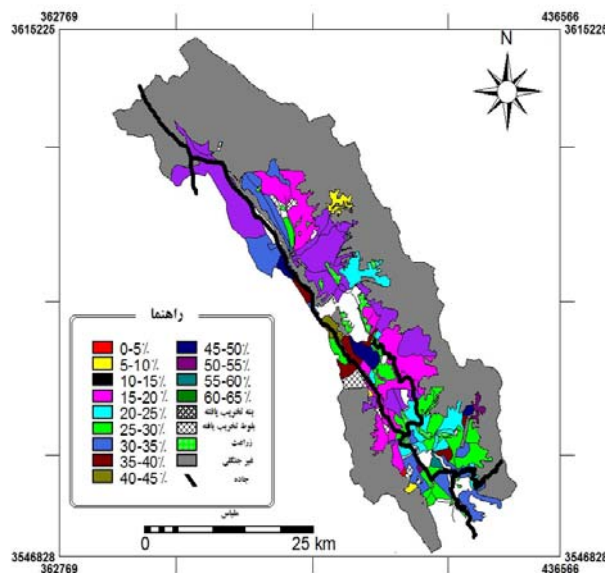 362769
436566
3615225
3615225
N
راهنما
0-5٪
5-10٪
10-15٪
15-20٪
20-25٪
25-30٪
30-35٪
35-40٪
40-45٪
45-50٪
50-55٪
55-60٪
60-65٪
بنه تخریب یافته
بلوط تخریب یافته
زراعت
غیر جنگلی
جاده
مقیاس
0
25 km
3546828
3546828
362769
436566